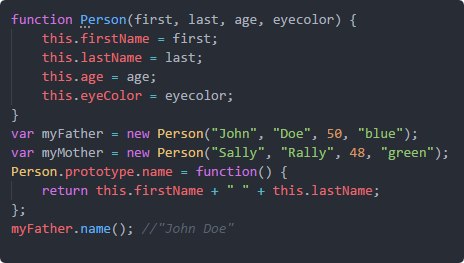 function Person(first, last, age, eyecolor) {
    this.firstName = first;
    this.lastName = last;
    this.age = age;
    this.eyeColor = eyecolor;
}
var myFather = new Person("John", "Doe", 50, "blue");
var myMother = new Person("Sally", "Rally", 48, "green");
Person.prototype.name = function() {
    return this.firstName + " " + this.lastName;
};
myFather.name(); //"John Doe"